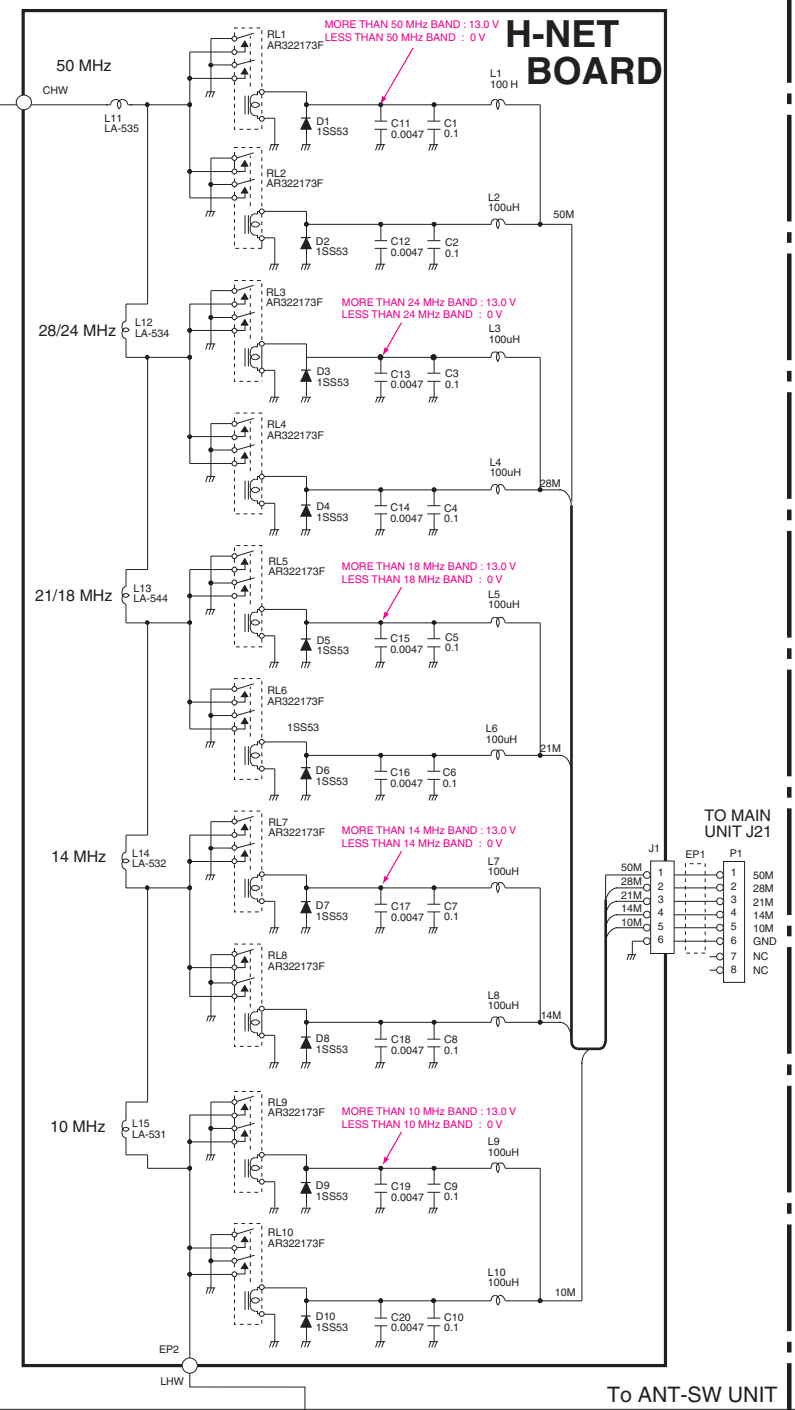 MORE THAN 50 MHz BAND : 13.0 V
LESS THAN 50 MHz BAND : 0 V
H-NET
BOARD
50 MHz
CHW
L11
LA-535
RL1
AR322173F
D1
1SS53
C11
0.0047
C1
0.1
L1
100 H
RL2
AR322173F
D2
1SS53
C12
0.0047
C2
0.1
L2
100uH
50M
28/24 MHz
L12
LA-534
RL3
AR322173F
MORE THAN 24 MHz BAND : 13.0 V
LESS THAN 24 MHz BAND : 0 V
D3
1SS53
C13
0.0047
C3
0.1
L3
100uH
RL4
AR322173F
D4
1SS53
C14
0.0047
C4
0.1
L4
100uH
28M
21/18 MHz
L13
LA-544
RL5
AR322173F
MORE THAN 18 MHz BAND : 13.0 V
LESS THAN 18 MHz BAND : 0 V
D5
1SS53
C15
0.0047
C5
0.1
L5
100uH
RL6
AR322173F
1SS53
D6
1SS53
C16
0.0047
C6
0.1
L6
100uH
21M
14 MHz
L14
LA-532
RL7
AR322173F
MORE THAN 14 MHz BAND : 13.0 V
LESS THAN 14 MHz BAND : 0 V
D7
1SS53
C17
0.0047
C7
0.1
L7
100uH
RL8
AR322173F
D8
1SS53
C18
0.0047
C8
0.1
L8
100uH
14M
TO MAIN
UNIT J21
J1
EP1
P1
50M 1 1 50M
28M 2 2 28M
21M 3 3 21M
14M 4 4 14M
10M 5 5 10M
6 6 GND
7 NC
8 NC
10 MHz
L15
LA-531
RL9
AR322173F
MORE THAN 10 MHz BAND : 13.0 V
LESS THAN 10 MHz BAND : 0 V
D9
1SS53
C19
0.0047
C9
0.1
L9
100uH
RL10
AR322173F
D10
1SS53
C20
0.0047
C10
0.1
L10
100uH
10M
EP2
LHW
To ANT-SW UNIT